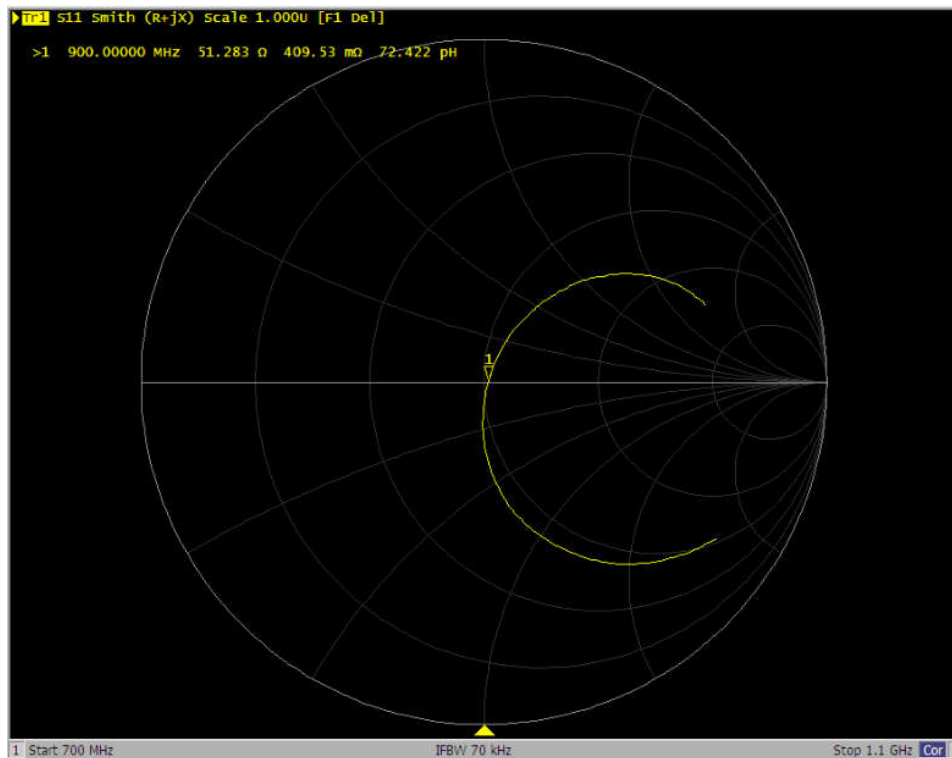 Tr1 S11 Smith (R+jX) Scale 1.000U [F1 Del]
>1 900.00000 MHz 51.283 Ω 409.53 mΩ 72.422 pH
1
1 Start 700 MHz IFBW 70 kHz Stop 1.1 GHz Cor